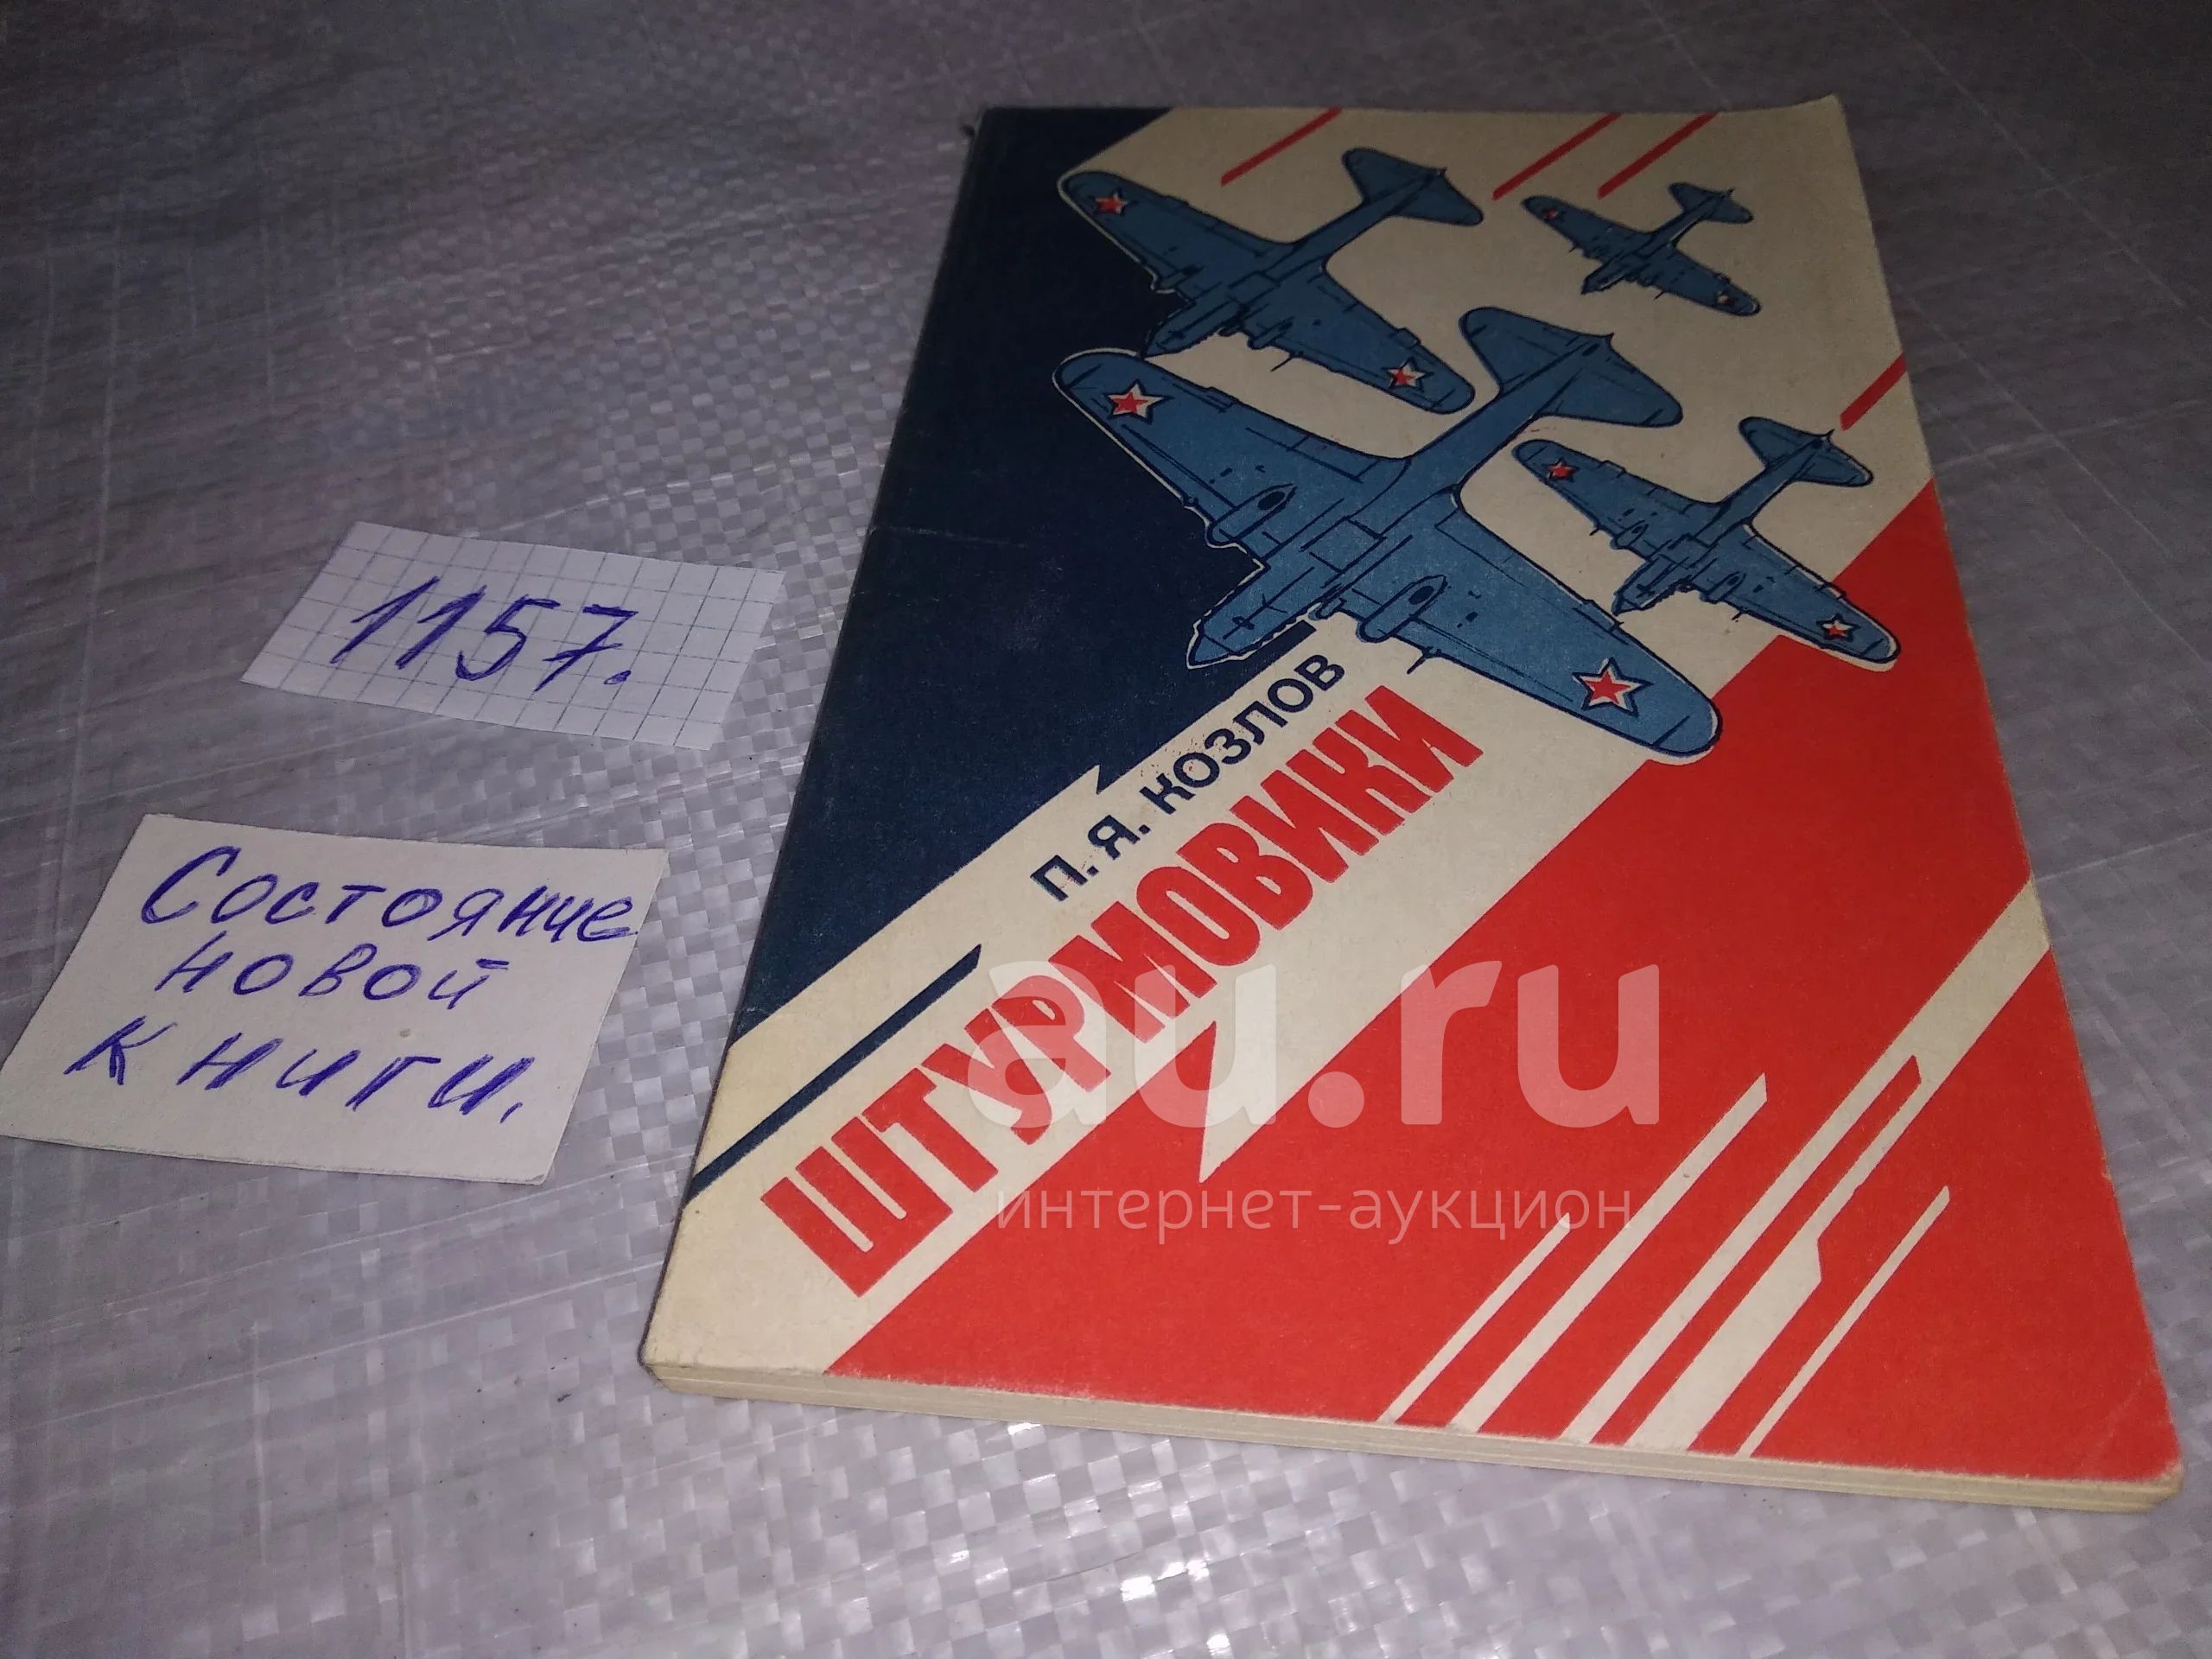 1157.
Состояние
новой
книги.
П. Я. КОЗЛОВ
ШТУРМОВИКИ
au.ru
интернет-аукцион